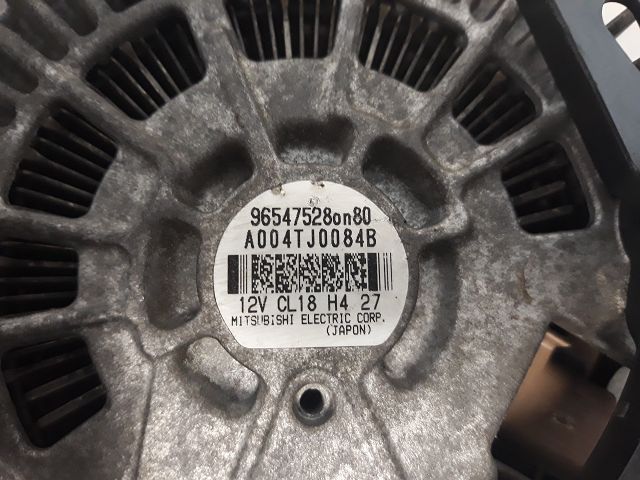 96547528on80
A004TJ0084B
12V CL18 H4 27
MITSUBISHI ELECTRIC CORP.
(JAPON)